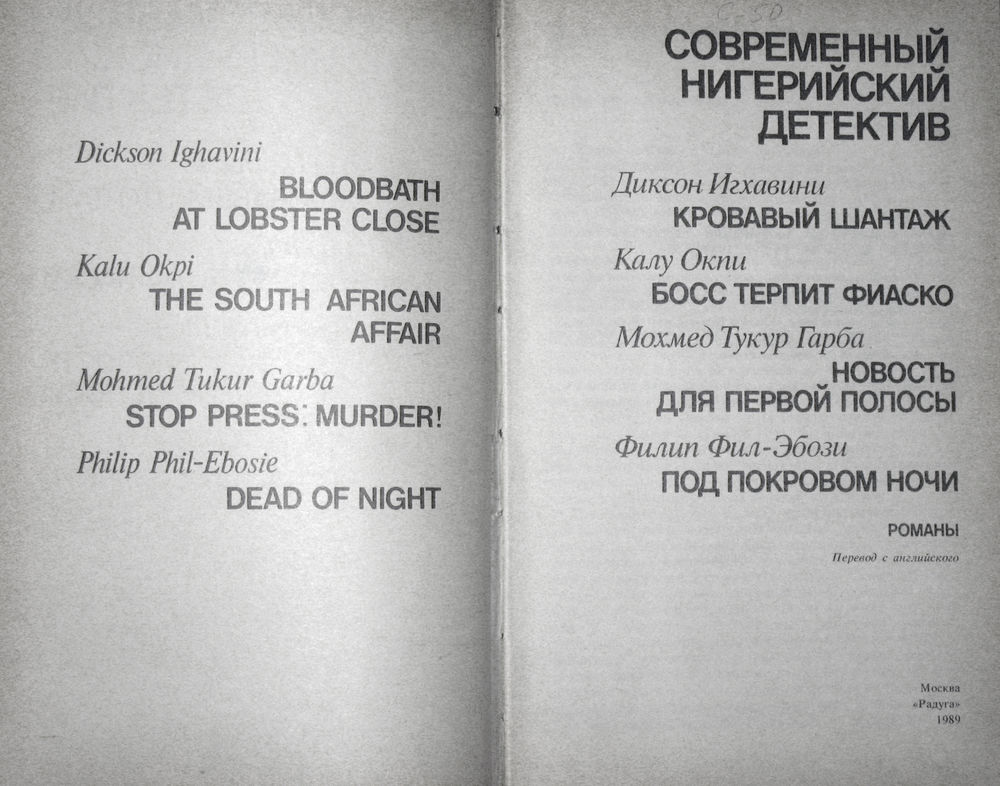 Dickson Ighavini
BLOODBATH
AT LOBSTER CLOSE
Kalu Okpi
THE SOUTH AFRICAN
AFFAIR
Mohmed Tukur Garba
STOP PRESS: MURDER!
Philip Phil-Ebosie
DEAD OF NIGHT
С-50
СОВРЕМЕННЫЙ
НИГЕРИЙСКИЙ
ДЕТЕКТИВ
Диксон Игхавини
КРОВАВЫЙ ШАНТАЖ
Калу Окпи
БОСС ТЕРПИТ ФИАСКО
Мохмед Тукур Гарба
НОВОСТЬ
ДЛЯ ПЕРВОЙ ПОЛОСЫ
Филип Фил-Эбози
ПОД ПОКРОВОМ НОЧИ
РОМАНЫ
Перевод с английского
Москва
«Радуга»
1989